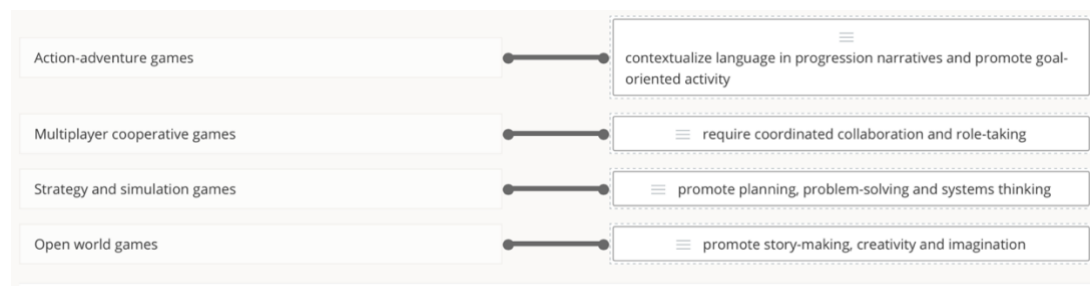 Action-adventure games
contextualize language in progression narratives and promote goal-
oriented activity
Multiplayer cooperative games
require coordinated collaboration and role-taking
Strategy and simulation games
promote planning, problem-solving and systems thinking
Open world games
promote story-making, creativity and imagination